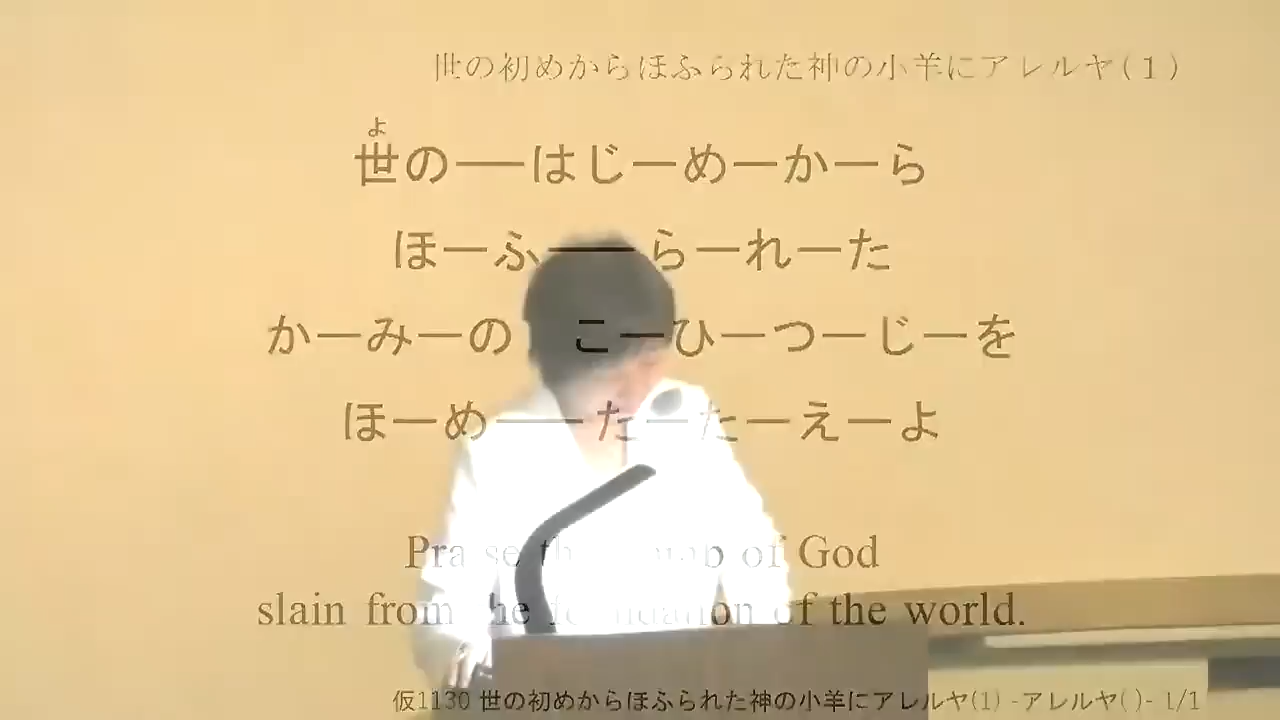 世の初めからほふられた神の小羊にアレルヤ(１)
よ
世の――はじーめーかーら
ほーふ――らーれーた
かーみーの　こーひーつーじーを
ほーめ――たーたーえーよ
Praise the Lamb of God
slain from the foundation of the world.
仮1130 世の初めからほふられた神の小羊にアレルヤ(1) -アレルヤ( )- 1/1